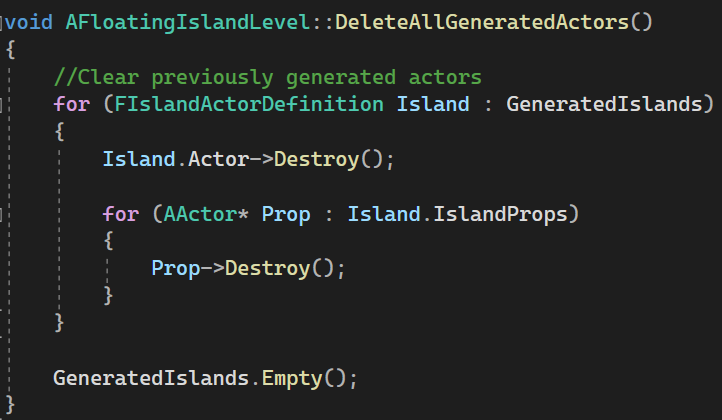 void AFloatingIslandLevel::DeleteAllGeneratedActors()
{
    //Clear previously generated actors
    for (FIslandActorDefinition Island : GeneratedIslands)
    {
        Island.Actor->Destroy();

        for (AActor* Prop : Island.IslandProps)
        {
            Prop->Destroy();
        }
    }

    GeneratedIslands.Empty();
}